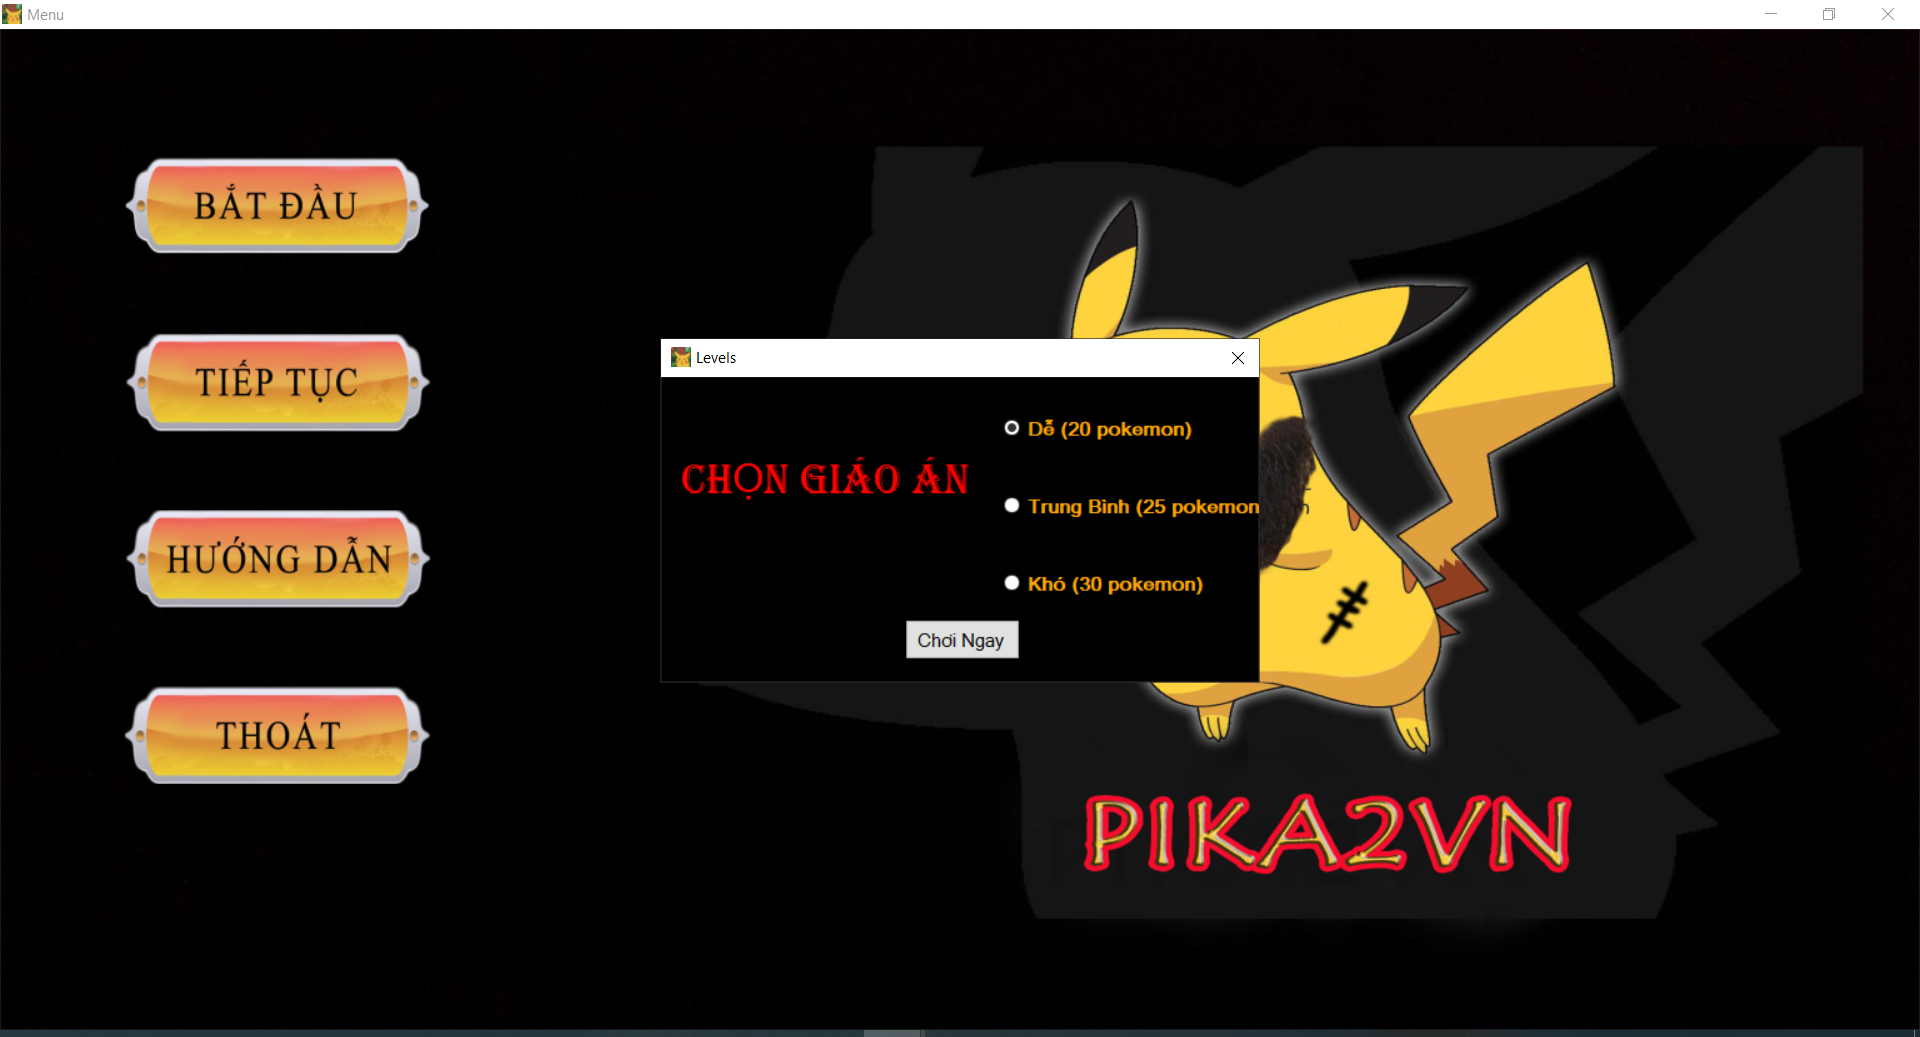 Menu
BẮT ĐẦU
TIẾP TỤC
HƯỚNG DẪN
THOÁT
Levels
CHỌN GIÁO ÁN
Dễ (20 pokemon)
Trung Bình (25 pokemon
Khó (30 pokemon)
Chơi Ngay
PIKA2VN